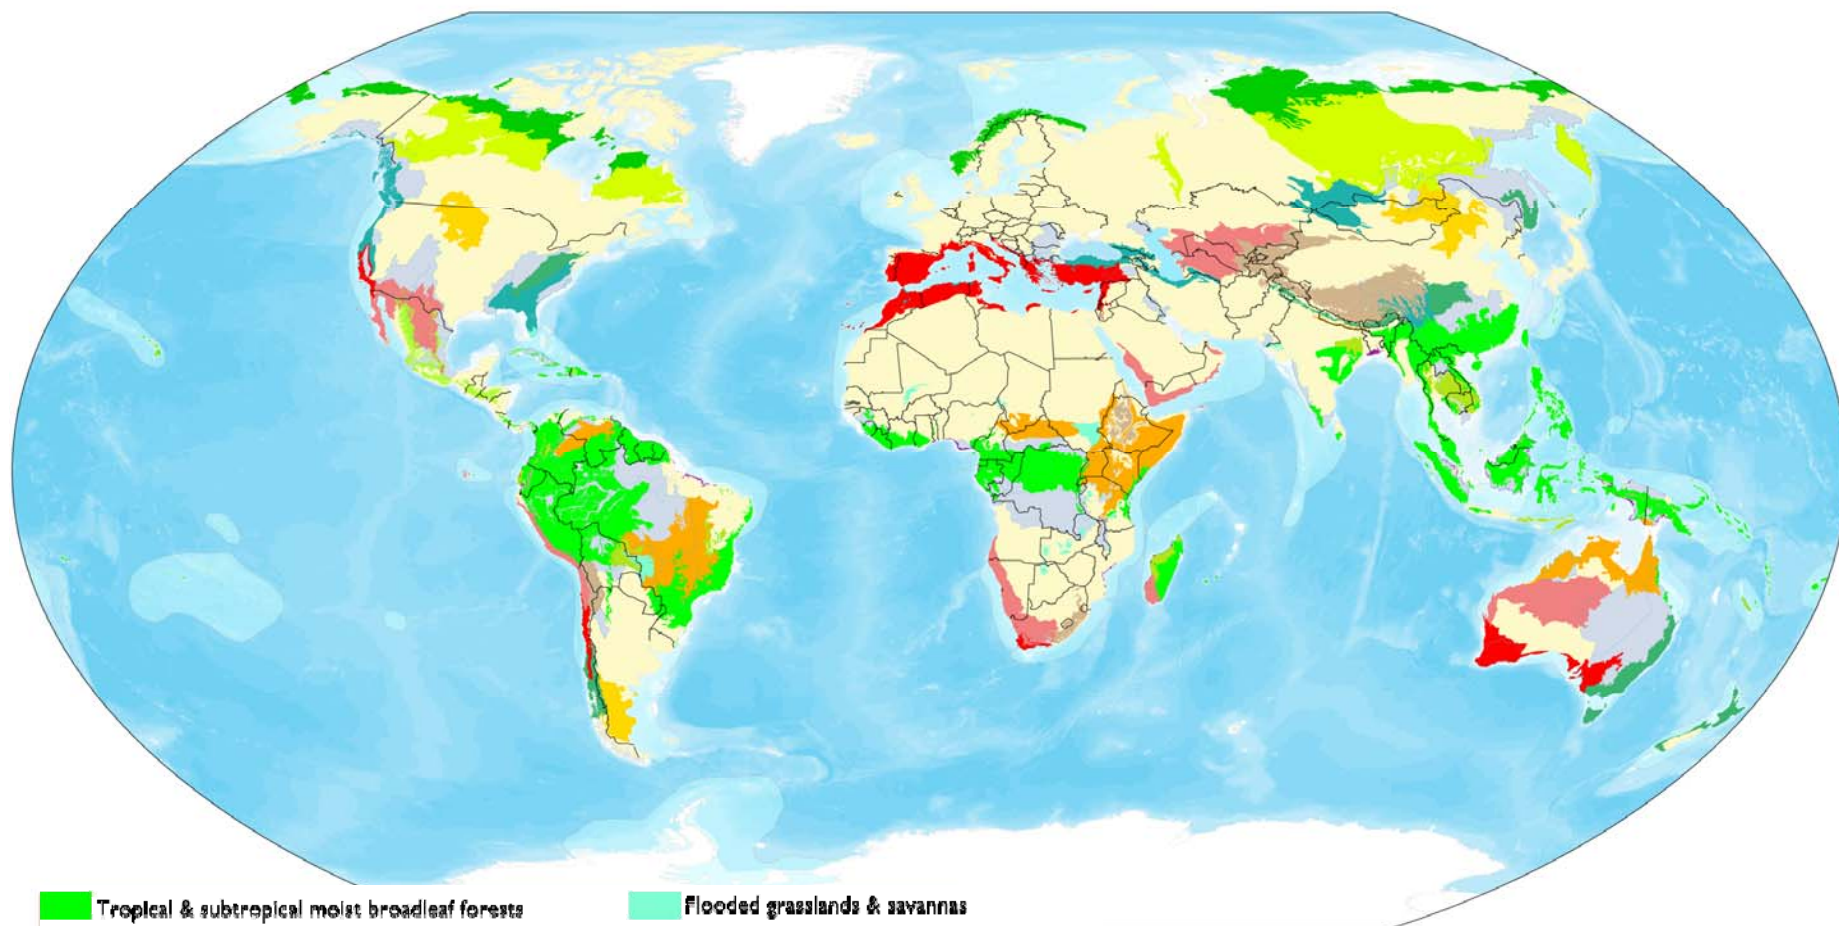 Tropical & subtropical moist broadleaf forests
Flooded grasslands & savannas